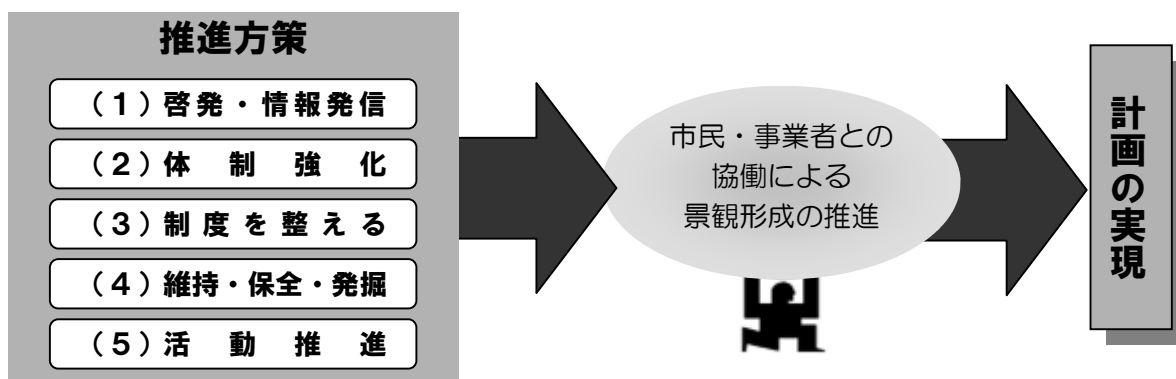 推進方策
（１）啓発・情報発信
（２）体制強化
（３）制度を整える
（４）維持・保全・発掘
（５）活動推進
市民・事業者との
協働による
景観形成の推進
計画の実現